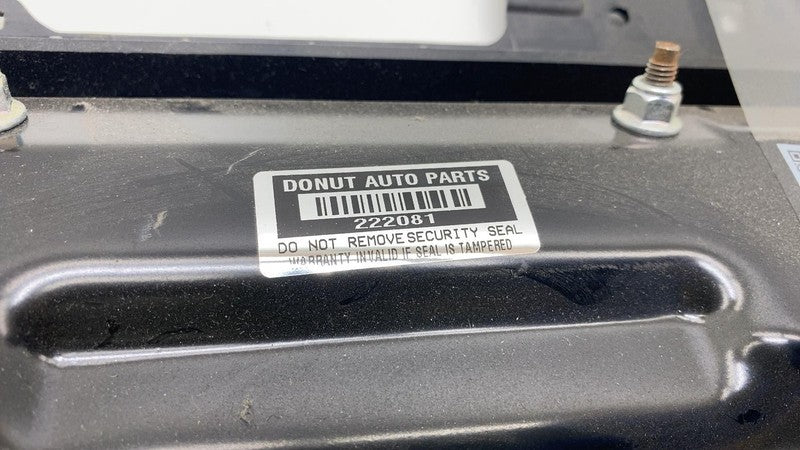 DONUT AUTO PARTS
222081
DO NOT REMOVE SECURITY SEAL
WARRANTY INVALID IF SEAL IS TAMPERED